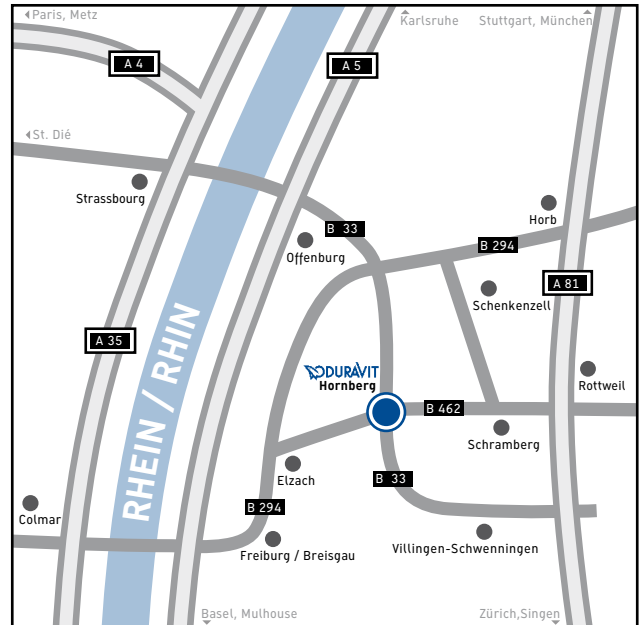 Paris, Metz
Karlsruhe
Stuttgart, München
A 4
A 5
St. Dié
Strassbourg
Horb
B 33
B 294
Offenburg
A 81
Schenkenzell
A 35
RHEIN / RHIN
DURAVIT
Hornberg
Rottweil
B 462
Schramberg
Elzach
B 33
B 294
Colmar
Freiburg / Breisgau
Villingen-Schwenningen
Basel, Mulhouse
Zürich,Singen